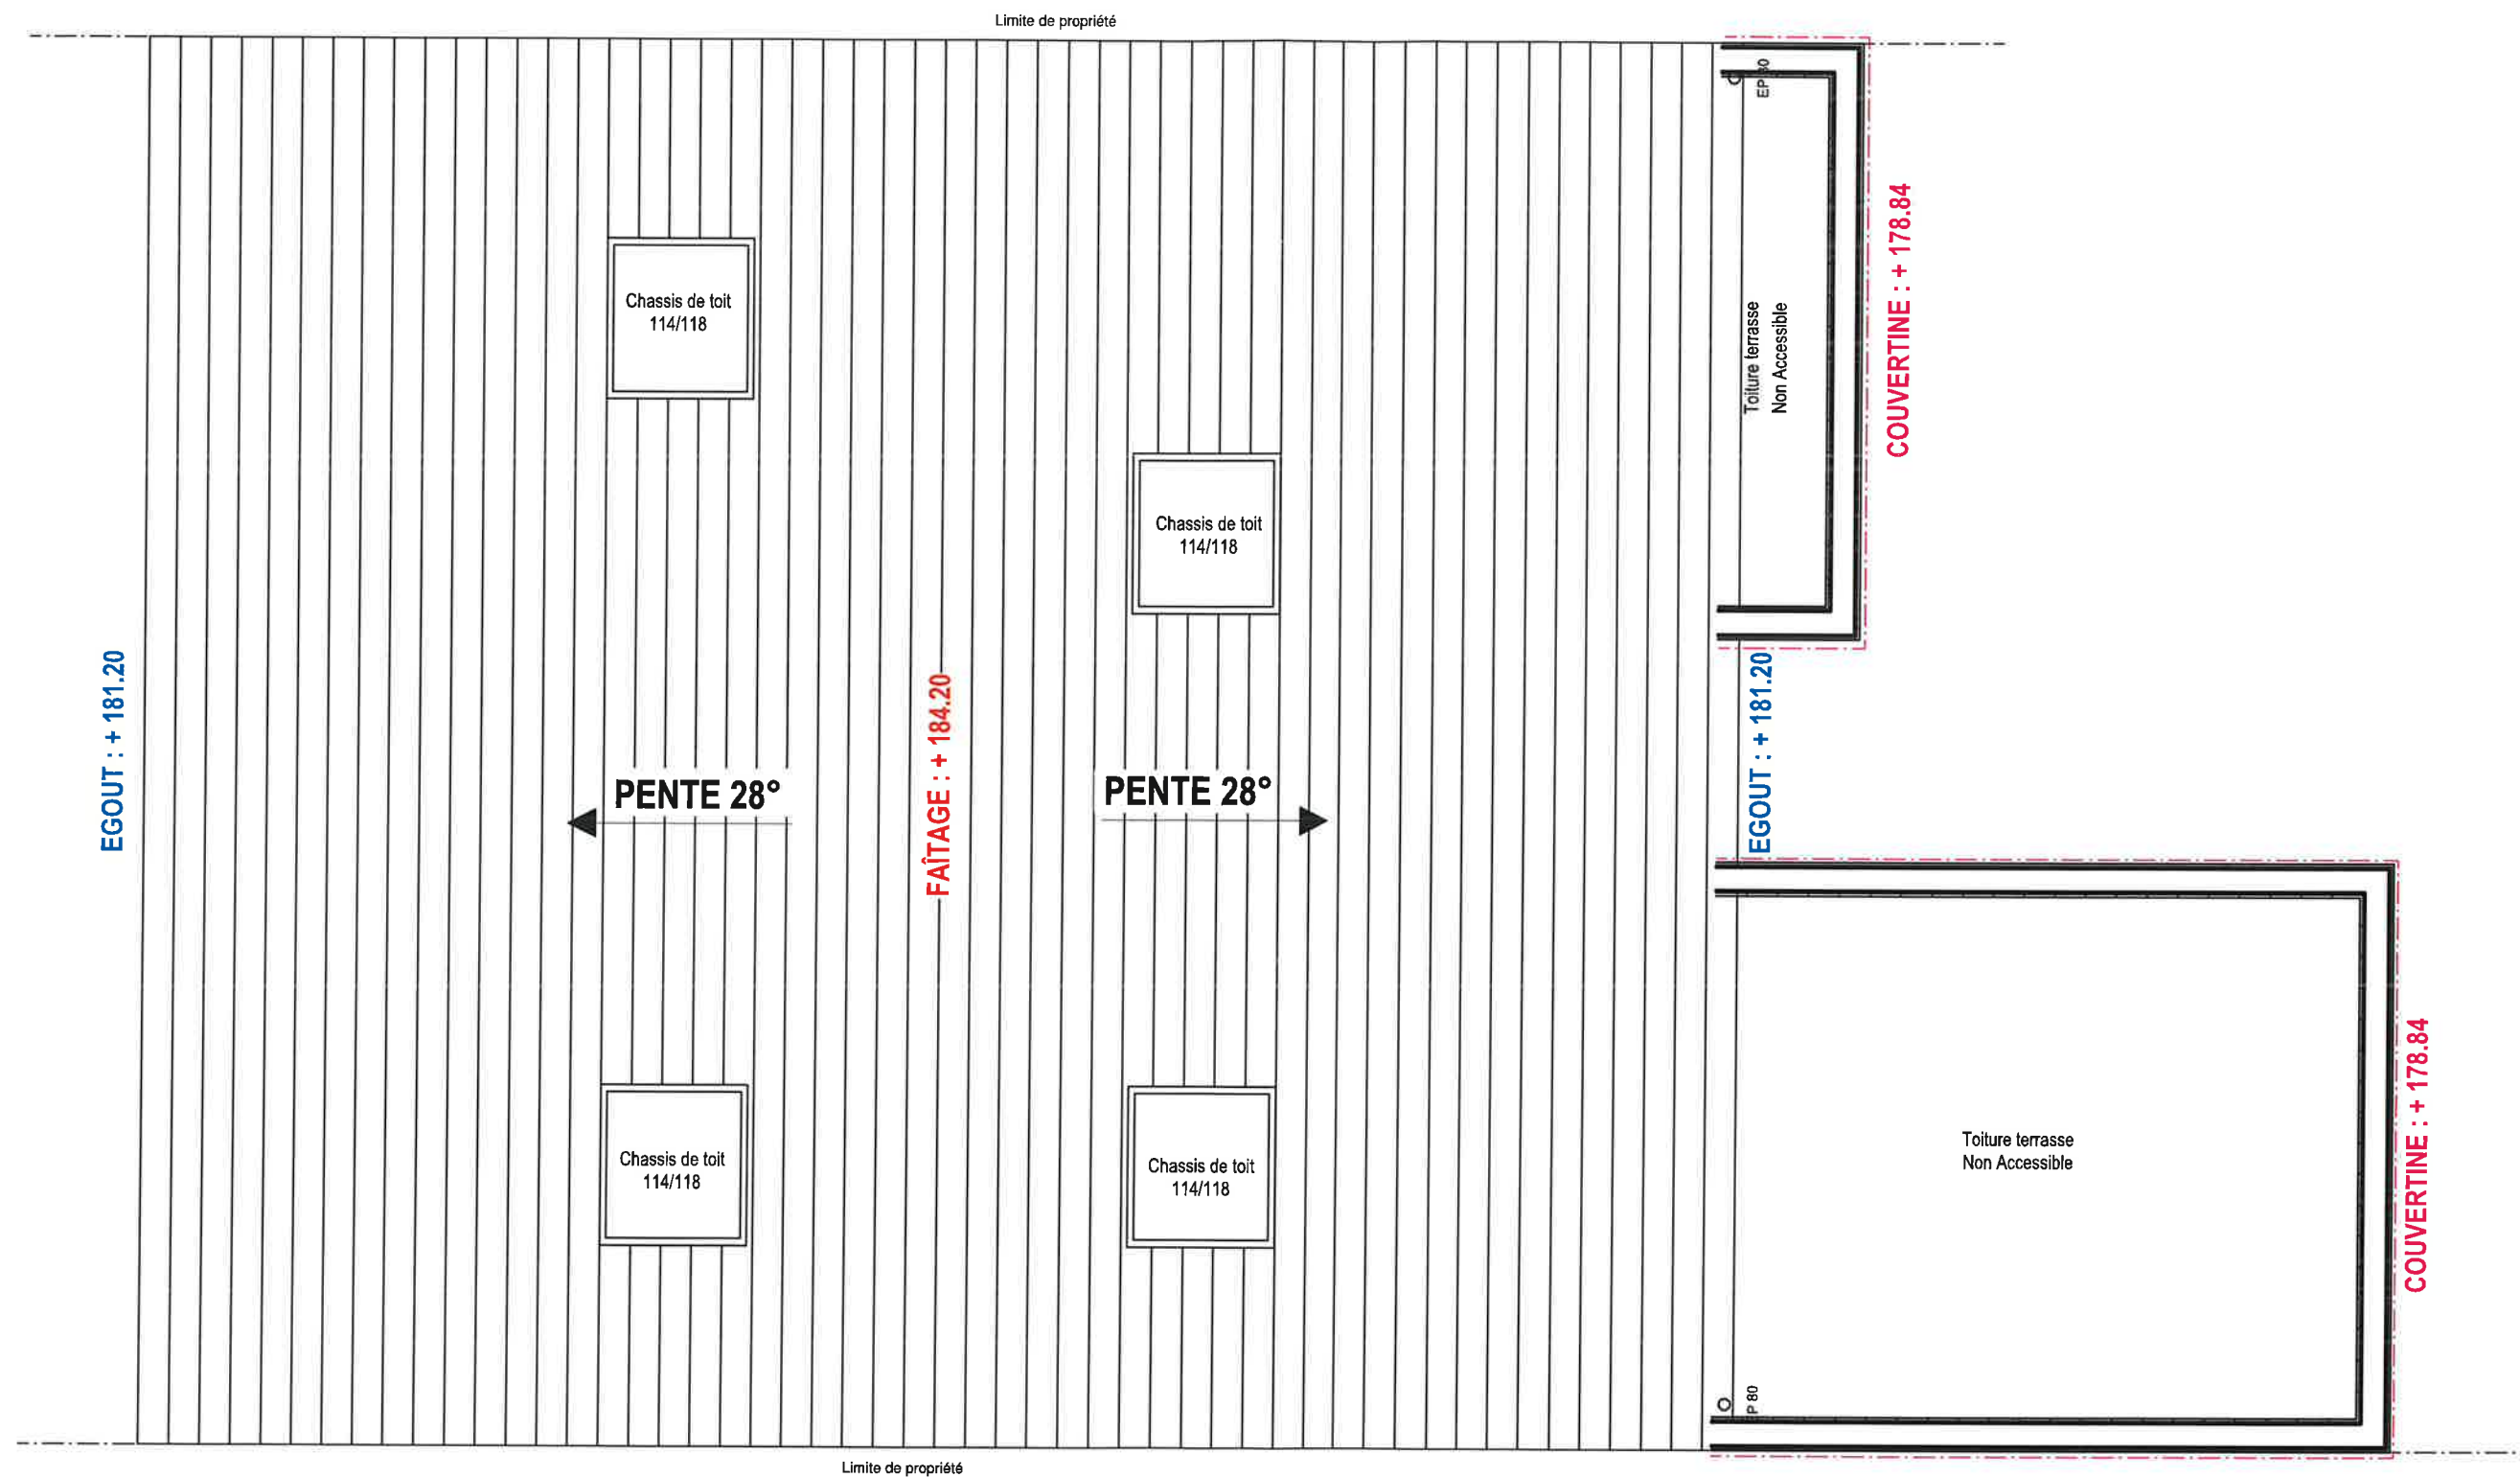 Limite de propriété
EP 80
Chassis de toit
114/118
COUVERTINE : + 178.84
Toiture terrasse
Non Accessible
Chassis de toit
114/118
EGOUT : + 181.20
FAÎTAGE : + 184.20
EGOUT : + 181.20
PENTE 28°
PENTE 28°
Chassis de toit
114/118
Chassis de toit
114/118
Toiture terrasse
Non Accessible
COUVERTINE : + 178.84
P 80
Limite de propriété